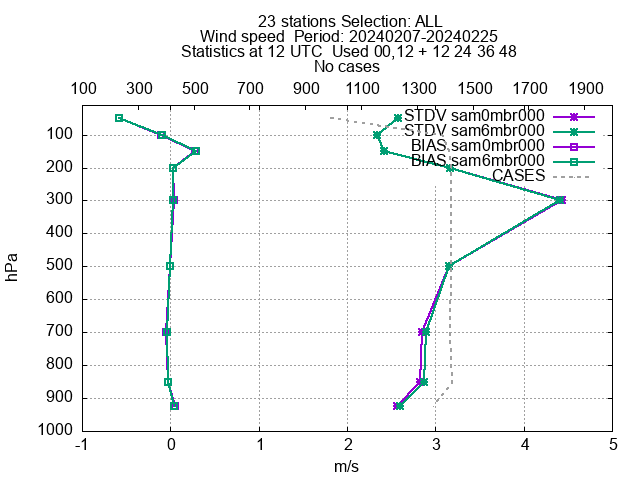 23 stations Selection: ALL
Wind speed  Period: 20240207-20240225
Statistics at 12 UTC  Used 00,12 + 12 24 36 48
No cases
100 300 500 700 900 1100 1300 1500 1700 1900
STDV sam0mbr000
STDV sam6mbr000
BIAS sam0mbr000
BIAS sam6mbr000
CASES
100
200
300
400
500
600
700
800
900
1000
hPa
-1 0 1 2 3 4 5
m/s